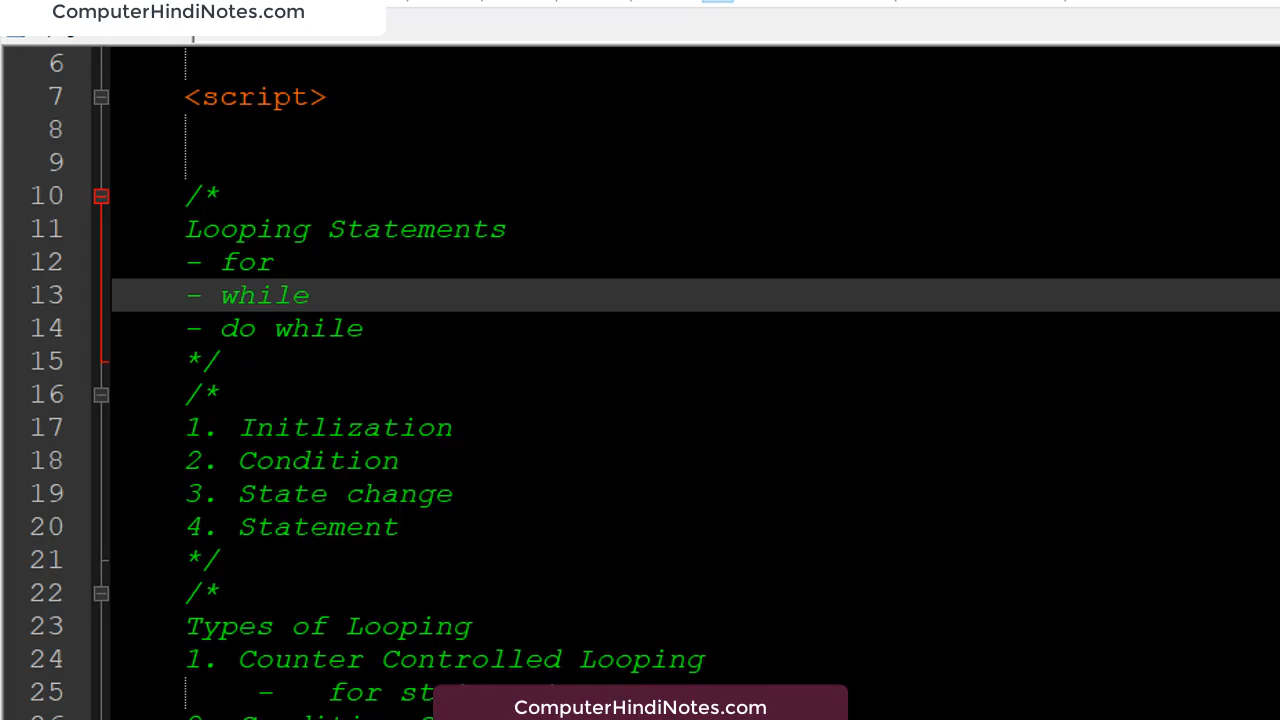 ComputerHindiNotes.com
6
7 <script>
8
9
10 /*
11 Looping Statements
12 - for
13 - while
14 - do while
15 */
16 /*
17 1. Initlization
18 2. Condition
19 3. State change
20 4. Statement
21 */
22 /*
23 Types of Looping
24 1. Counter Controlled Looping
25 - for
ComputerHindiNotes.com